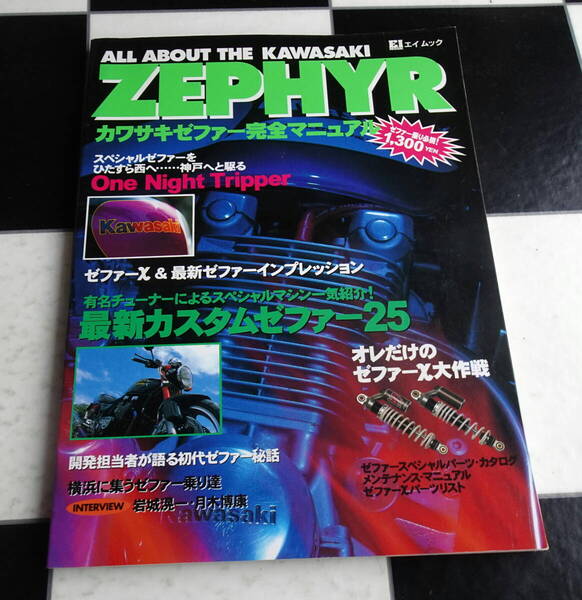 ALL ABOUT THE KAWASAKI
EI エイムック
ZEPHYR
カワサキゼファー完全マニュアル
ゼファー乗り必読!
1,300 YEN
スペシャルゼファーを
ひたすら西へ……神戸へと駆る
One Night Tripper
Kawasaki
ゼファーχ & 最新ゼファーインプレッション
有名チューナーによるスペシャルマシン一気紹介!
最新カスタムゼファー25
オレだけの
ゼファーχ大作戦
開発担当者が語る初代ゼファー秘話
横浜に集うゼファー乗り達
INTERVIEW 岩城滉一・月木博康
Kawasaki
ゼファースペシャルパーツ・カタログ
メンテナンス・マニュアル
ゼファーχパーツリスト